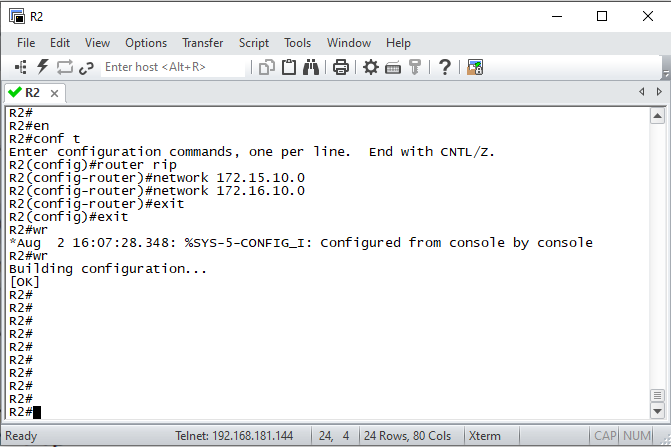 R2
File Edit View Options Transfer Script Tools Window Help
Enter host <Alt+R>
R2
R2#
R2#en
R2#conf t
Enter configuration commands, one per line.  End with CNTL/Z.
R2(config)#router rip
R2(config-router)#network 172.15.10.0
R2(config-router)#network 172.16.10.0
R2(config-router)#exit
R2(config)#exit
R2#wr
*Aug  2 16:07:28.348: %SYS-5-CONFIG_I: Configured from console by console
R2#wr
Building configuration...
[OK]
R2#
R2#
R2#
R2#
R2#
R2#
R2#
R2#
R2#
R2#
Ready Telnet: 192.168.181.144 24, 4 24 Rows, 80 Cols Xterm CAP NUM